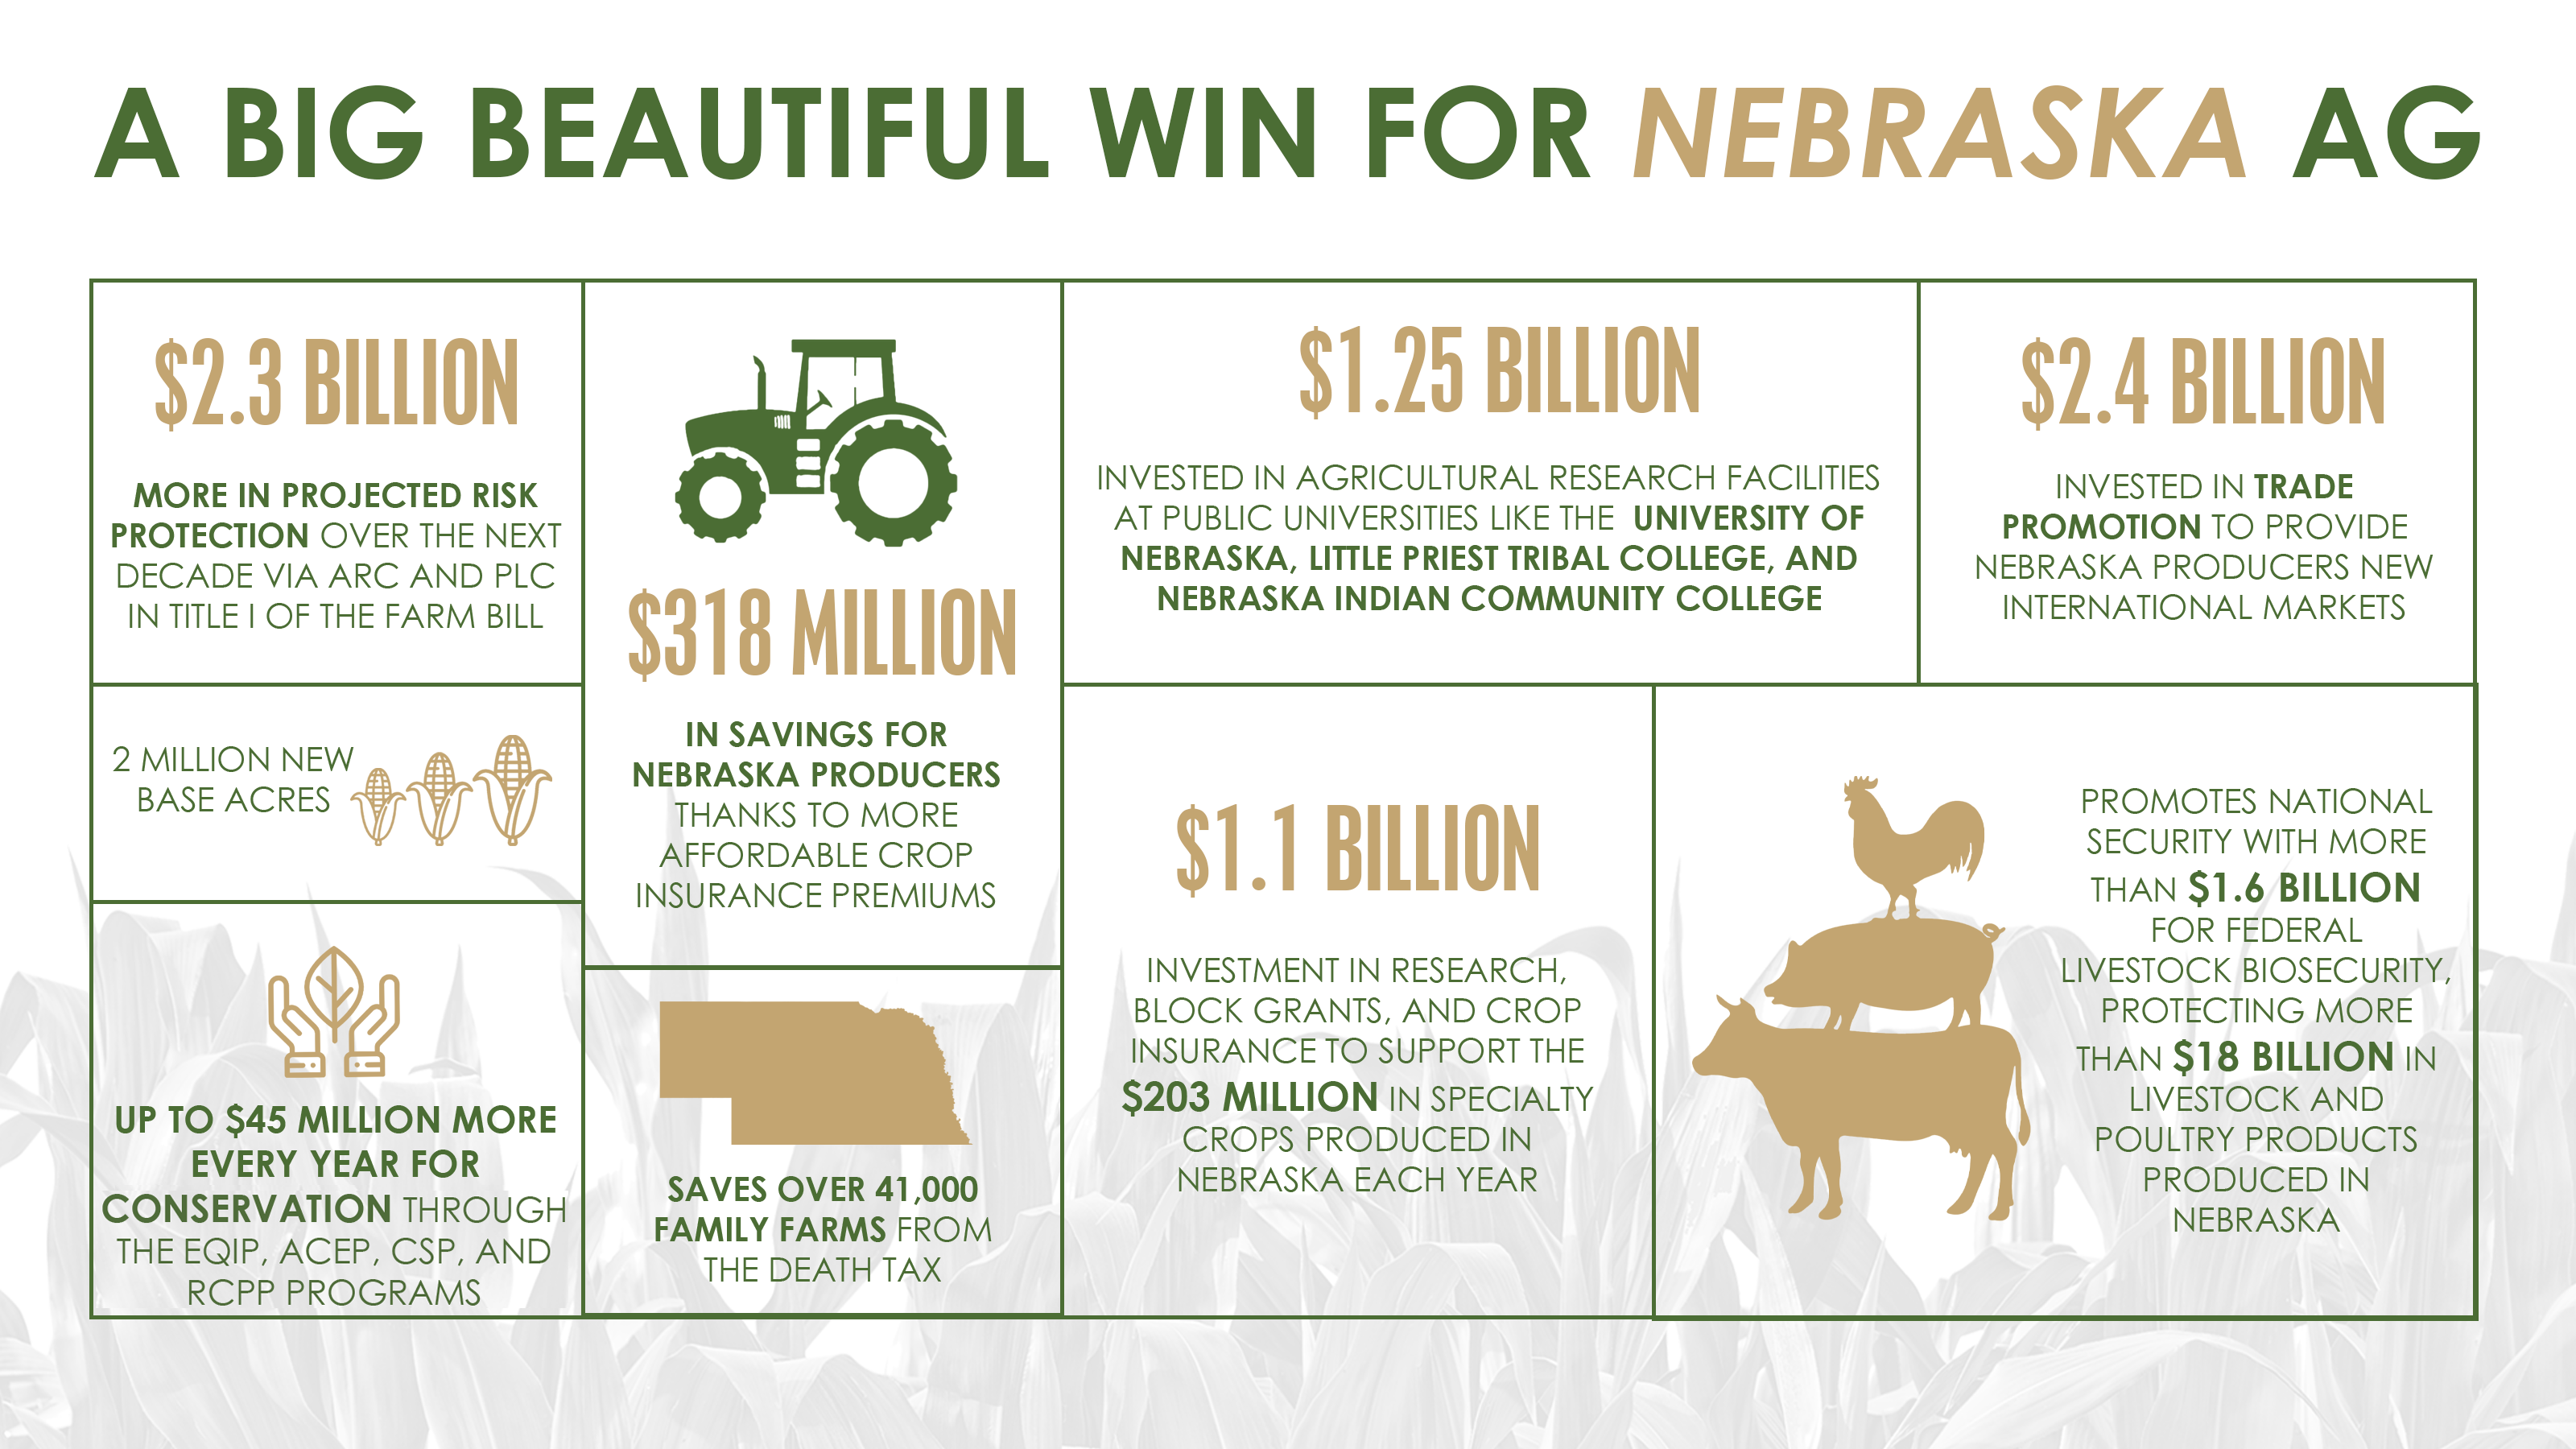 A BIG BEAUTIFUL WIN FOR NEBRASKA AG
$2.3 BILLION
MORE IN PROJECTED RISK
PROTECTION OVER THE NEXT
DECADE VIA ARC AND PLC
IN TITLE I OF THE FARM BILL
2 MILLION NEW
BASE ACRES
UP TO $45 MILLION MORE
EVERY YEAR FOR
CONSERVATION THROUGH
THE EQIP, ACEP, CSP, AND
RCPP PROGRAMS
$318 MILLION
IN SAVINGS FOR
NEBRASKA PRODUCERS
THANKS TO MORE
AFFORDABLE CROP
INSURANCE PREMIUMS
SAVES OVER 41,000
FAMILY FARMS FROM
THE DEATH TAX
$1.25 BILLION
INVESTED IN AGRICULTURAL RESEARCH FACILITIES
AT PUBLIC UNIVERSITIES LIKE THE UNIVERSITY OF
NEBRASKA, LITTLE PRIEST TRIBAL COLLEGE, AND
NEBRASKA INDIAN COMMUNITY COLLEGE
$2.4 BILLION
INVESTED IN TRADE
PROMOTION TO PROVIDE
NEBRASKA PRODUCERS NEW
INTERNATIONAL MARKETS
$1.1 BILLION
INVESTMENT IN RESEARCH,
BLOCK GRANTS, AND CROP
INSURANCE TO SUPPORT THE
$203 MILLION IN SPECIALTY
CROPS PRODUCED IN
NEBRASKA EACH YEAR
PROMOTES NATIONAL
SECURITY WITH MORE
THAN $1.6 BILLION
FOR FEDERAL
LIVESTOCK BIOSECURITY,
PROTECTING MORE
THAN $18 BILLION IN
LIVESTOCK AND
POULTRY PRODUCTS
PRODUCED IN
NEBRASKA